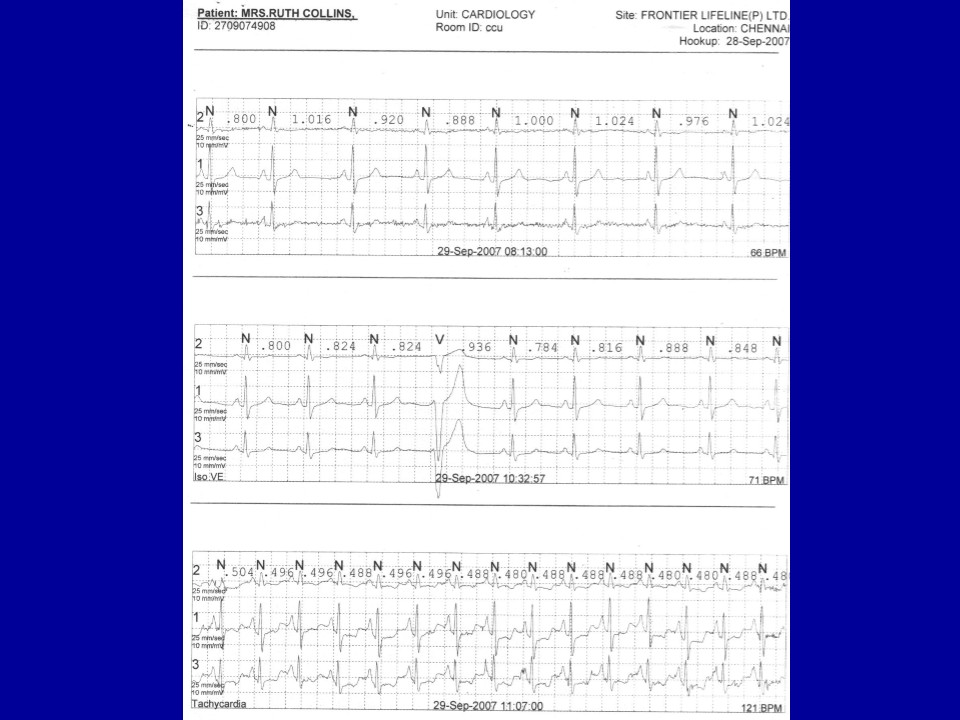 Patient: MRS.RUTH COLLINS,
ID: 2709074908
Unit: CARDIOLOGY
Room ID: ccu
Site: FRONTIER LIFELINE(P) LTD.
Location: CHENNAI
Hookup: 28-Sep-2007
N N N N N N N N
2 .800 1.016 .920 .888 1.000 1.024 .976 1.024
25 mm/sec
10 mm/mV
1
25 mm/sec
10 mm/mV
3
25 mm/sec
10 mm/mV
29-Sep-2007 08:13:00
66 BPM
N N N V N N N N N
2 .800 .824 .824 .936 .784 .816 .888 .848
25 mm/sec
10 mm/mV
1
25 mm/sec
10 mm/mV
3
25 mm/sec
10 mm/mV
Iso VE
29-Sep-2007 10:32:57
71 BPM
N N N N N N N N N N N N N N N
2 .504 .496 .496 .488 .496 .496 .488 .480 .488 .488 .488 .480 .480 .488 .48
25 mm/sec
10 mm/mV
1
25 mm/sec
10 mm/mV
3
25 mm/sec
10 mm/mV
Tachycardia
29-Sep-2007 11:07:00
121 BPM